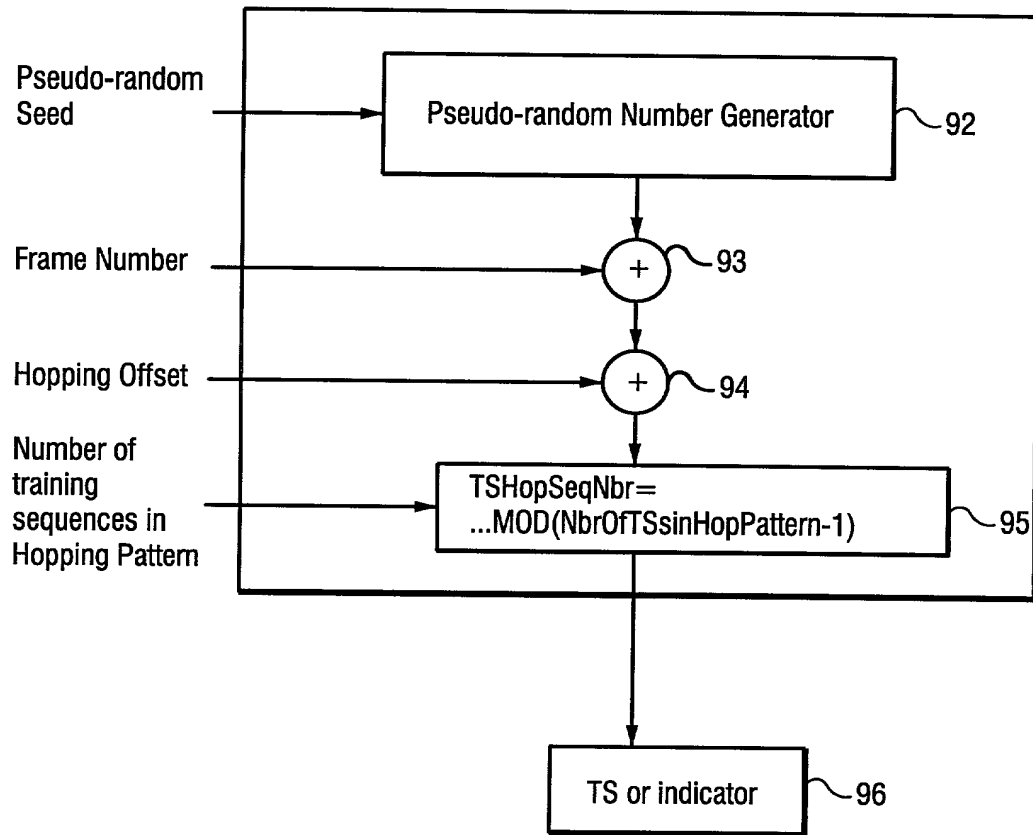 Pseudo-random
Seed
Pseudo-random Number Generator
92
Frame Number
+
93
Hopping Offset
+
94
Number of
training
sequences in
Hopping Pattern
TSHopSeqNbr=
...MOD(NbrOfTSsinHopPattern-1)
95
TS or indicator
96